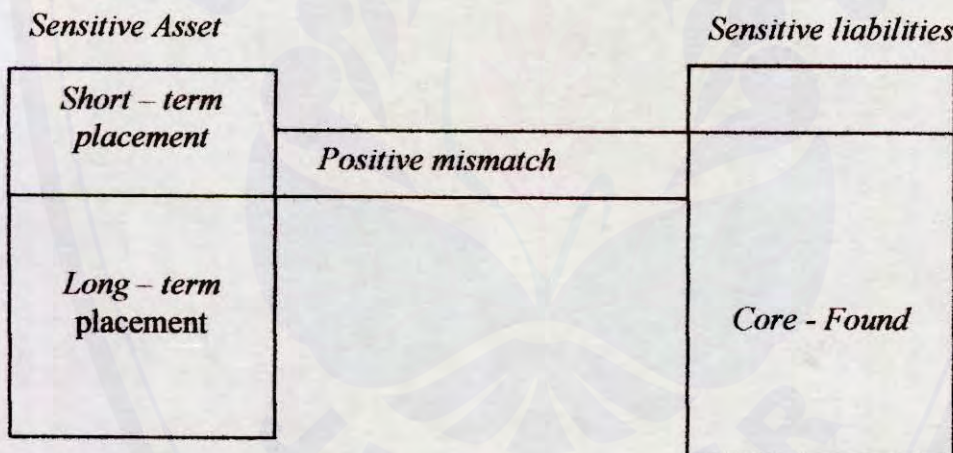 Sensitive Asset
Sensitive liabilities
Short – term
placement
Positive mismatch
Long – term
placement
Core - Found